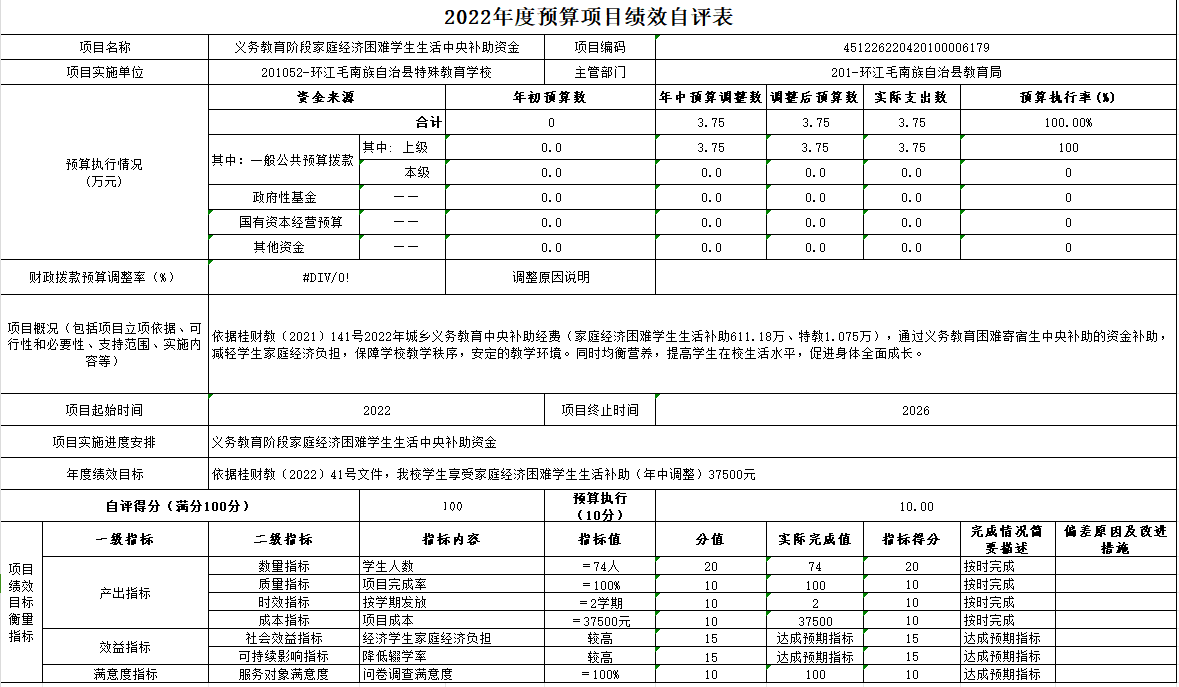 2022年度预算项目绩效自评表
项目名称 义务教育阶段家庭经济困难学生生活中央补助资金 项目编码 451226220420100006179
项目实施单位 201052-环江毛南族自治县特殊教育学校 主管部门 201-环江毛南族自治县教育局
预算执行情况
(万元)
资金来源 年初预算数 年中预算调整数 调整后预算数 实际支出数 预算执行率(%)
合计 0 3.75 3.75 3.75 100.00%
其中：一般公共预算拨款 其中：上级 0.0 3.75 3.75 3.75 100
本级 0.0 0.0 0.0 0.0 0
政府性基金 —— 0.0 0.0 0.0 0.0 0
国有资本经营预算 —— 0.0 0.0 0.0 0.0 0
其他资金 —— 0.0 0.0 0.0 0.0 0
财政拨款预算调整率（%） #DIV/0! 调整原因说明
项目概况（包括项目立项依据、可
行性和必要性、支持范围、实施内
容等）
依据桂财教（2021）141号2022年城乡义务教育中央补助经费（家庭经济困难学生生活补助611.18万、特教1.075万），通过义务教育困难寄宿生中央补助的资金补助，
减轻学生家庭经济负担，保障学校教学秩序，安定的教学环境。同时均衡营养，提高学生在校生活水平，促进身体全面成长。
项目起始时间 2022 项目终止时间 2026
项目实施进度安排 义务教育阶段家庭经济困难学生生活中央补助资金
年度绩效目标 依据桂财教（2022）41号文件，我校学生享受家庭经济困难学生生活补助（年中调整）37500元
自评得分（满分100分） 100 预算执行
（10分） 10.00
项目
绩效
目标
衡量
指标
一级指标 二级指标 指标内容 指标值 分值 实际完成值 指标得分 完成情况简
要描述 偏差原因及改进
措施
产出指标 数量指标 学生人数 ＝74人 20 74 20 按时完成
质量指标 项目完成率 ＝100% 10 100 10 按时完成
时效指标 按学期发放 ＝2学期 10 2 10 按时完成
成本指标 项目成本 ＝37500元 10 37500 10 按时完成
效益指标 社会效益指标 经济学生家庭经济负担 较高 15 达成预期指标 15 达成预期指标
可持续影响指标 降低辍学率 较高 15 达成预期指标 15 达成预期指标
满意度指标 服务对象满意度 问卷调查满意度 ＝100% 10 100 10 达成预期指标